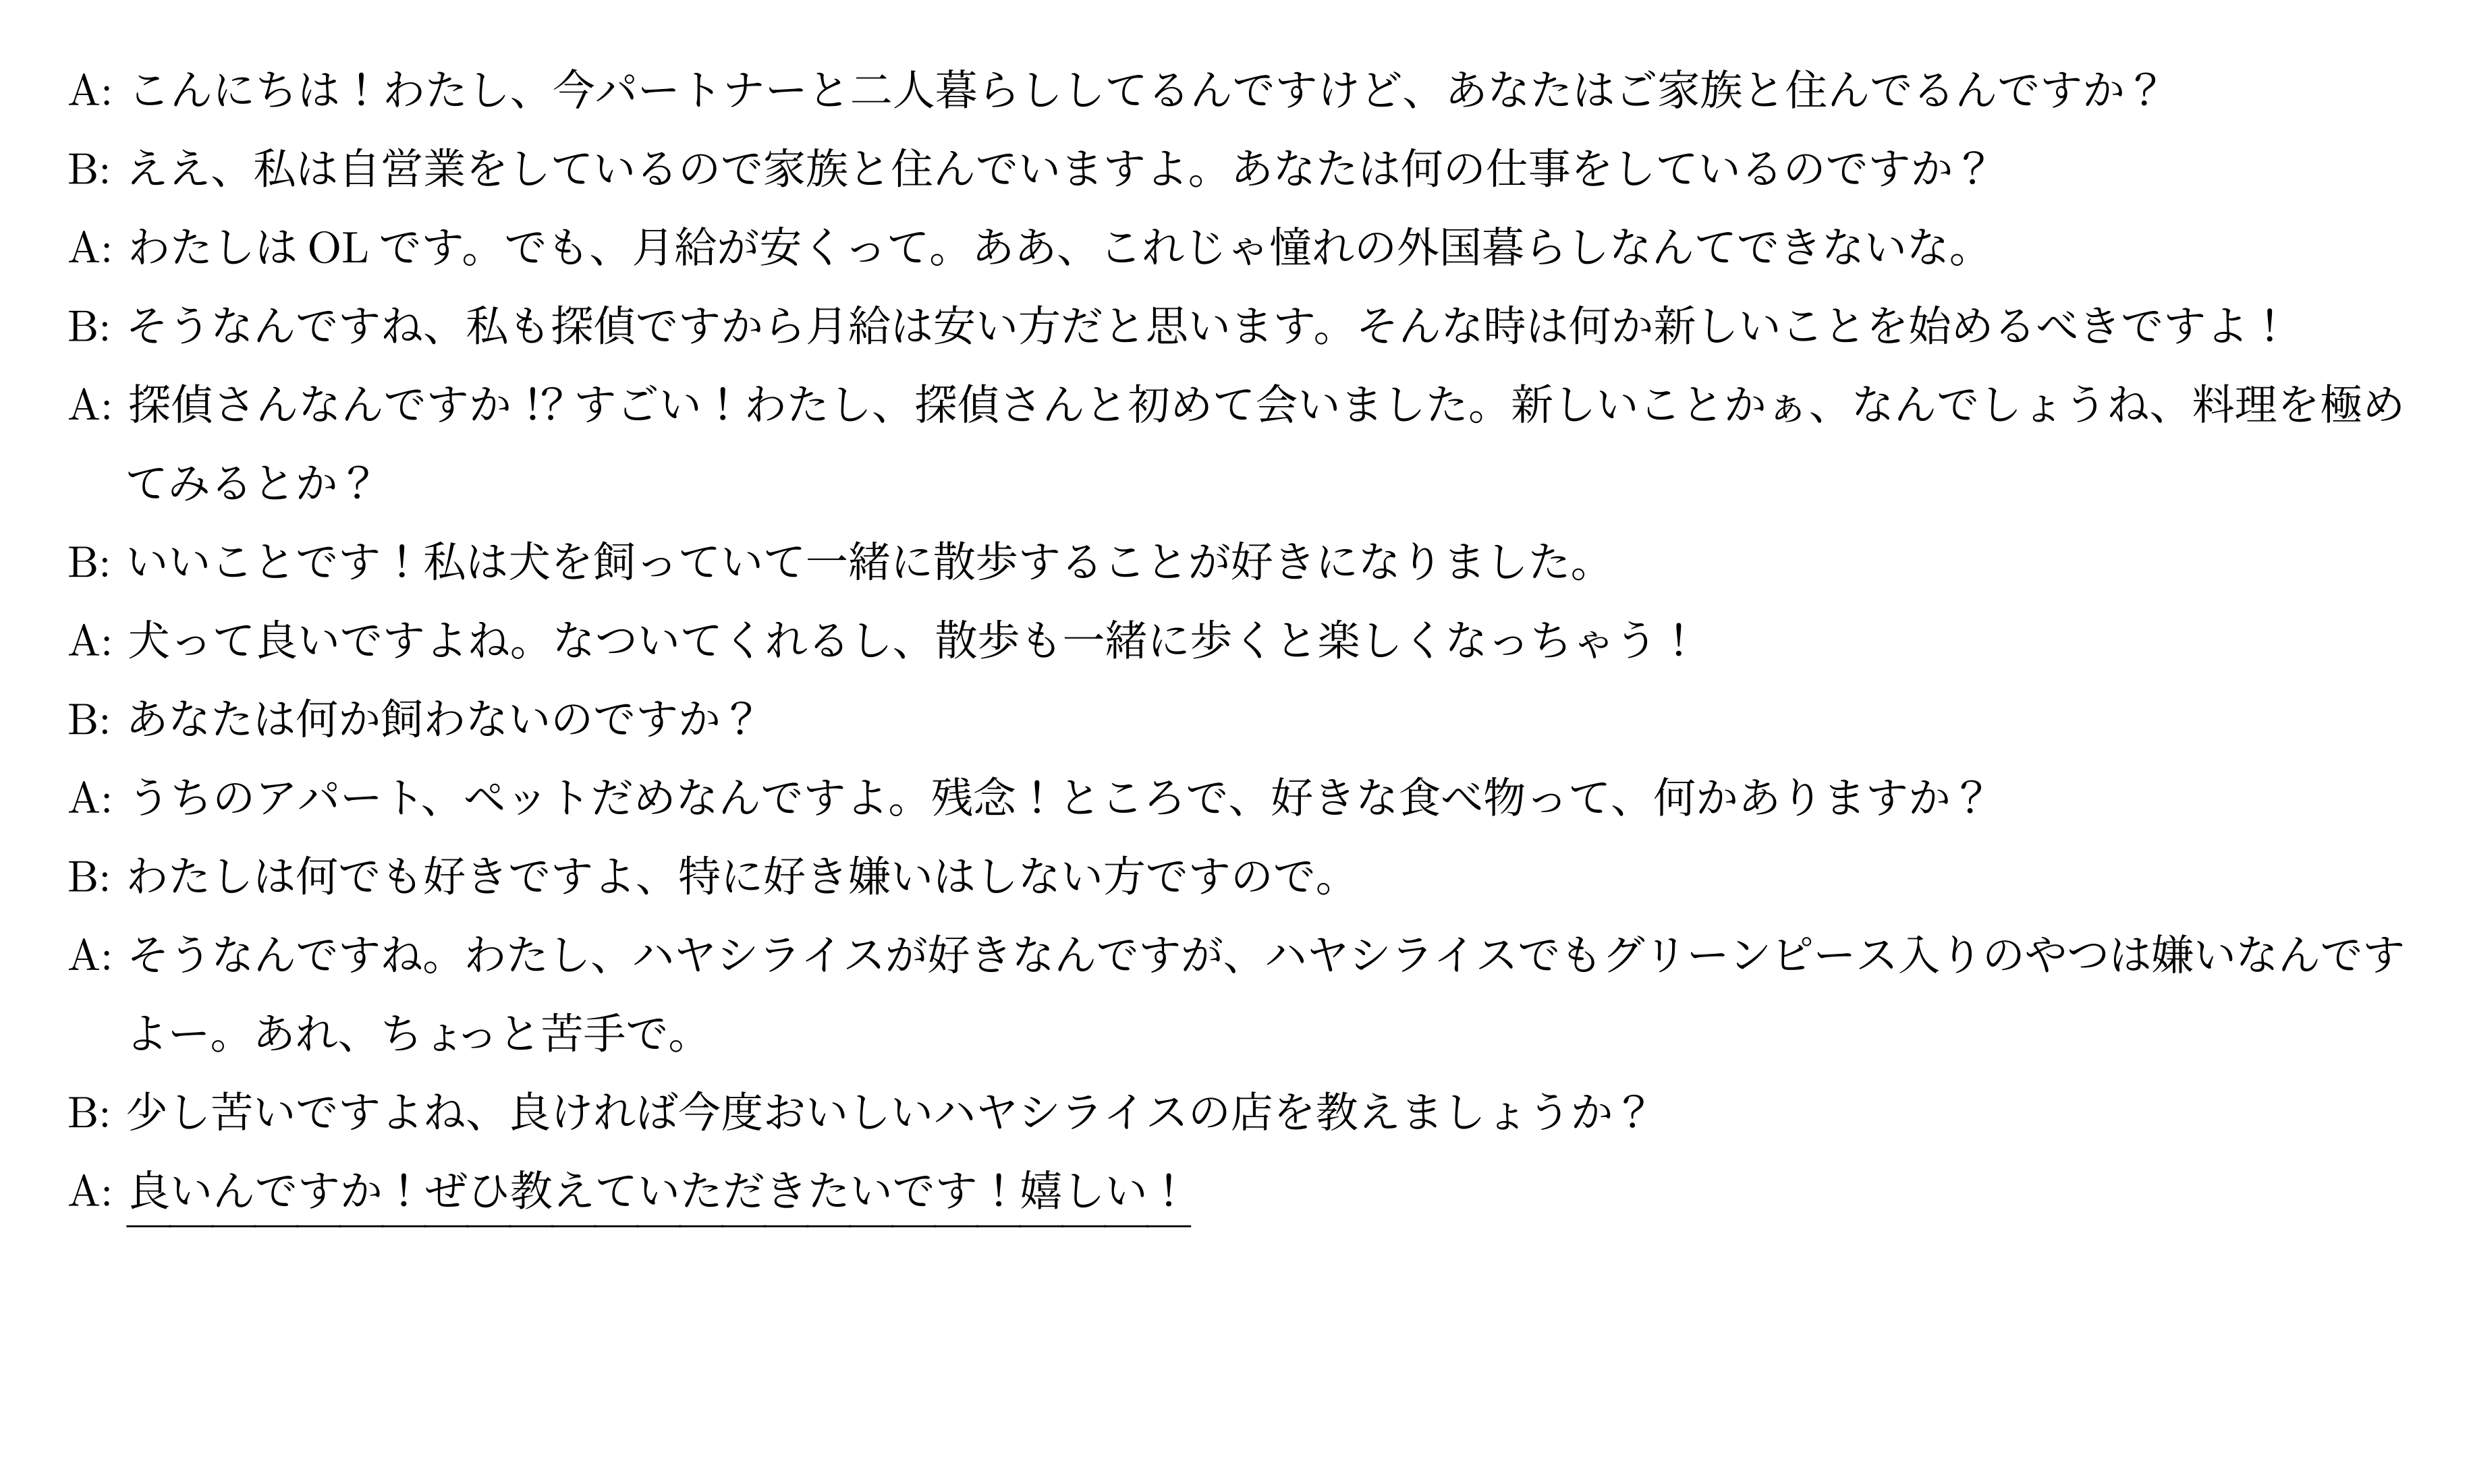 A: こんにちは！わたし、今パートナーと二人暮らししてるんですけど、あなたはご家族と住んでるんですか？
B: ええ、私は自営業をしているので家族と住んでいますよ。あなたは何の仕事をしているのですか？
A: わたしは OL です。でも、月給が安くって。ああ、これじゃ憧れの外国暮らしなんてできないな。
B: そうなんですね、私も探偵ですから月給は安い方だと思います。そんな時は何か新しいことを始めるべきですよ！
A: 探偵さんなんですか !? すごい！わたし、探偵さんと初めて会いました。新しいことかぁ、なんでしょうね、料理を極め
てみるとか？
B: いいことです！私は犬を飼っていて一緒に散歩することが好きになりました。
A: 犬って良いですよね。なついてくれるし、散歩も一緒に歩くと楽しくなっちゃう！
B: あなたは何か飼わないのですか？
A: うちのアパート、ペットだめなんですよ。残念！ところで、好きな食べ物って、何かありますか？
B: わたしは何でも好きですよ、特に好き嫌いはしない方ですので。
A: そうなんですね。わたし、ハヤシライスが好きなんですが、ハヤシライスでもグリーンピース入りのやつは嫌いなんです
よー。あれ、ちょっと苦手で。
B: 少し苦いですよね、良ければ今度おいしいハヤシライスの店を教えましょうか？
A: 良いんですか！ぜひ教えていただきたいです！嬉しい！